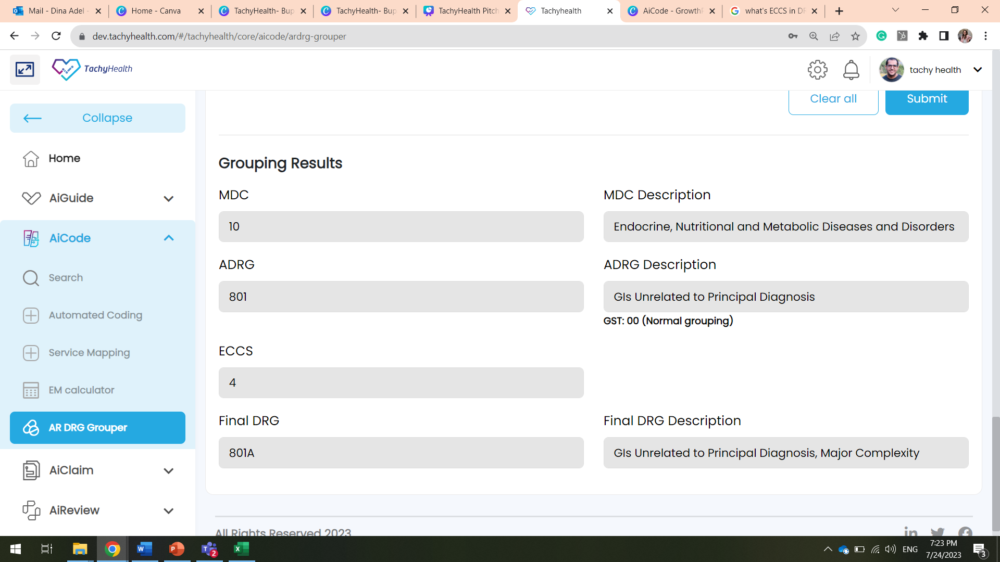 Mail - Dina Adel -
Home - Canva
TachyHealth- Bup
TachyHealth- Bup
TachyHealth Pitch
Tachyhealth
AiCode - Growth
what's ECCS in D
dev.tachyhealth.com/#/tachyhealth/core/aicode/ardrg-grouper
TachyHealth
tachy health
Collapse
Clear all
Submit
Home
Grouping Results
AiGuide
MDC
MDC Description
10
Endocrine, Nutritional and Metabolic Diseases and Disorders
AiCode
ADRG
ADRG Description
Search
801
GIs Unrelated to Principal Diagnosis
GST: 00 (Normal grouping)
Automated Coding
ECCS
Service Mapping
4
EM calculator
Final DRG
Final DRG Description
AR DRG Grouper
801A
GIs Unrelated to Principal Diagnosis, Major Complexity
AiClaim
AiReview
All Rights Reserved 2023
ENG
7:23 PM
7/24/2023
2
3